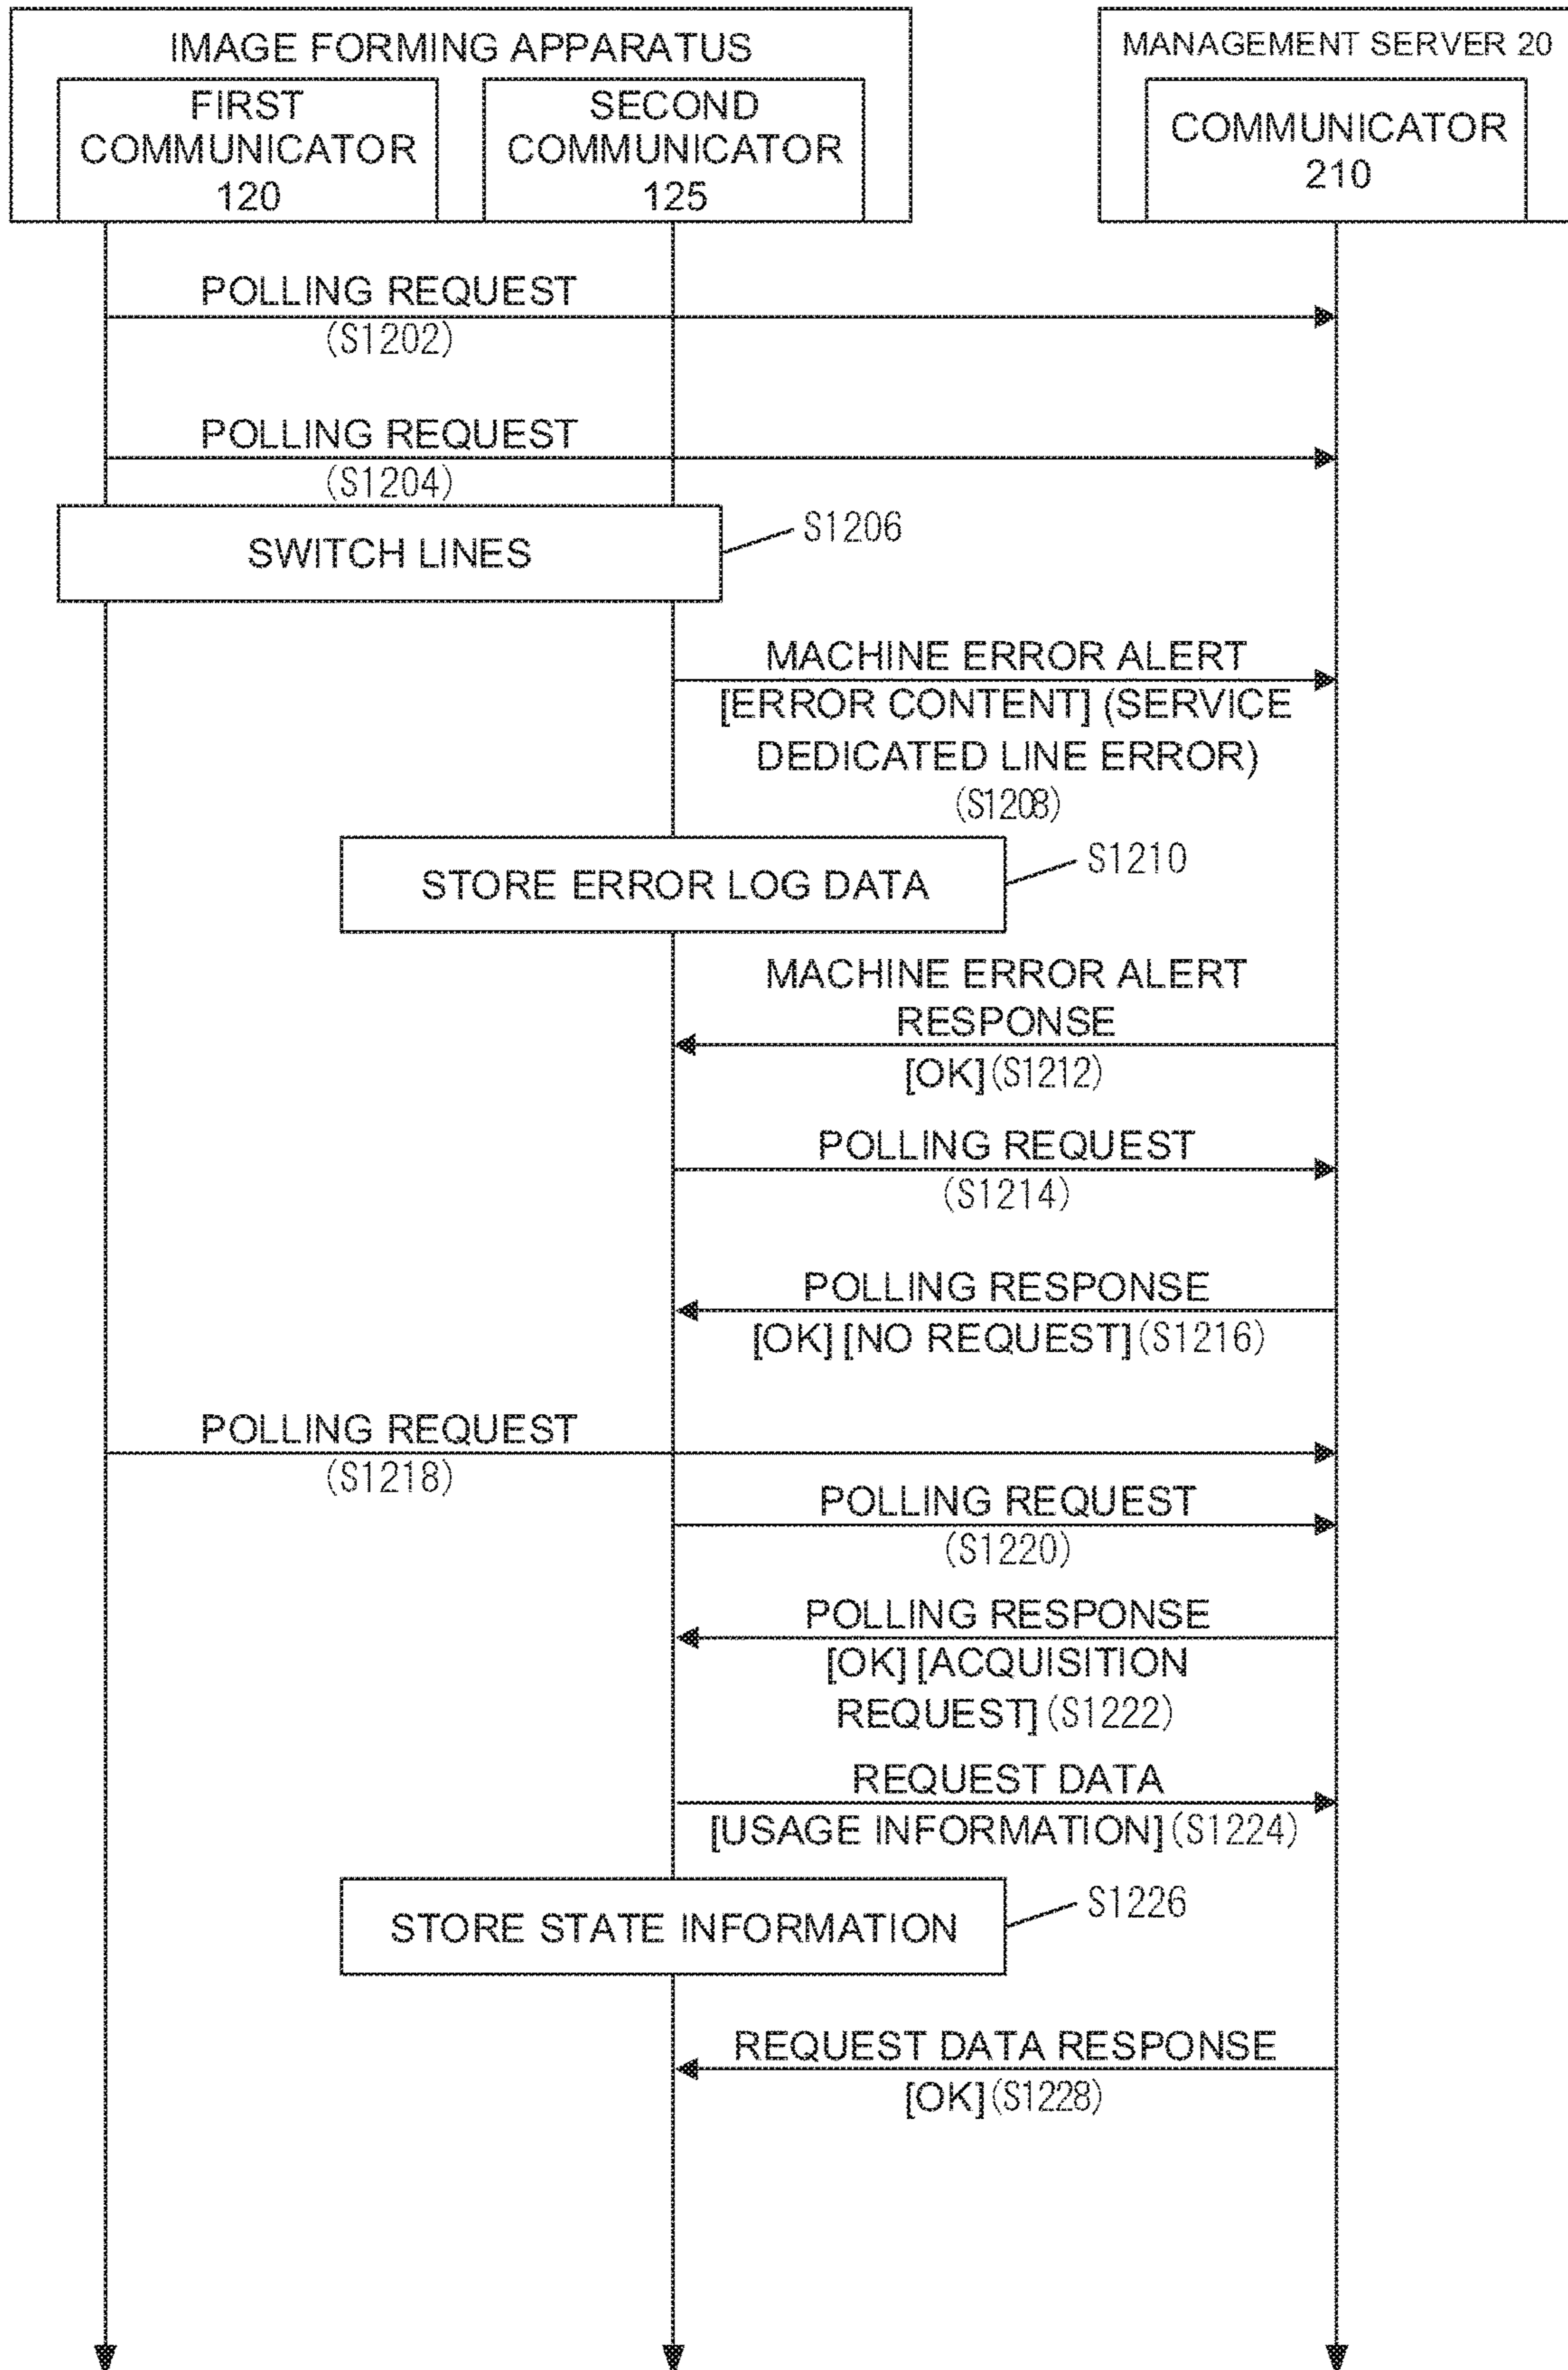 IMAGE FORMING APPARATUS
FIRST
COMMUNICATOR
120
SECOND
COMMUNICATOR
125
MANAGEMENT SERVER 20
COMMUNICATOR
210
POLLING REQUEST
(S1202)
POLLING REQUEST
(S1204)
SWITCH LINES
S1206
MACHINE ERROR ALERT
[ERROR CONTENT] (SERVICE
DEDICATED LINE ERROR)
(S1208)
STORE ERROR LOG DATA
S1210
MACHINE ERROR ALERT
RESPONSE
[OK] (S1212)
POLLING REQUEST
(S1214)
POLLING RESPONSE
[OK] [NO REQUEST] (S1216)
POLLING REQUEST
(S1218)
POLLING REQUEST
(S1220)
POLLING RESPONSE
[OK] [ACQUISITION
REQUEST] (S1222)
REQUEST DATA
[USAGE INFORMATION] (S1224)
STORE STATE INFORMATION
S1226
REQUEST DATA RESPONSE
[OK] (S1228)